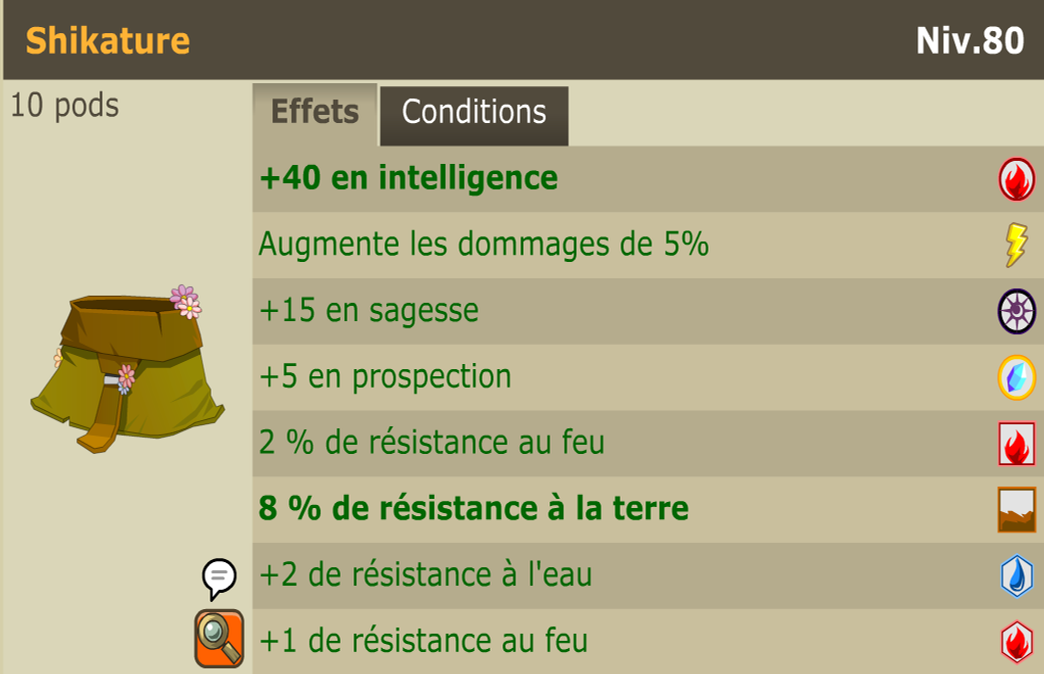 Shikature
Niv.80
10 pods
Effets
Conditions
+40 en intelligence
Augmente les dommages de 5%
+15 en sagesse
+5 en prospection
2 % de résistance au feu
8 % de résistance à la terre
+2 de résistance à l'eau
+1 de résistance au feu